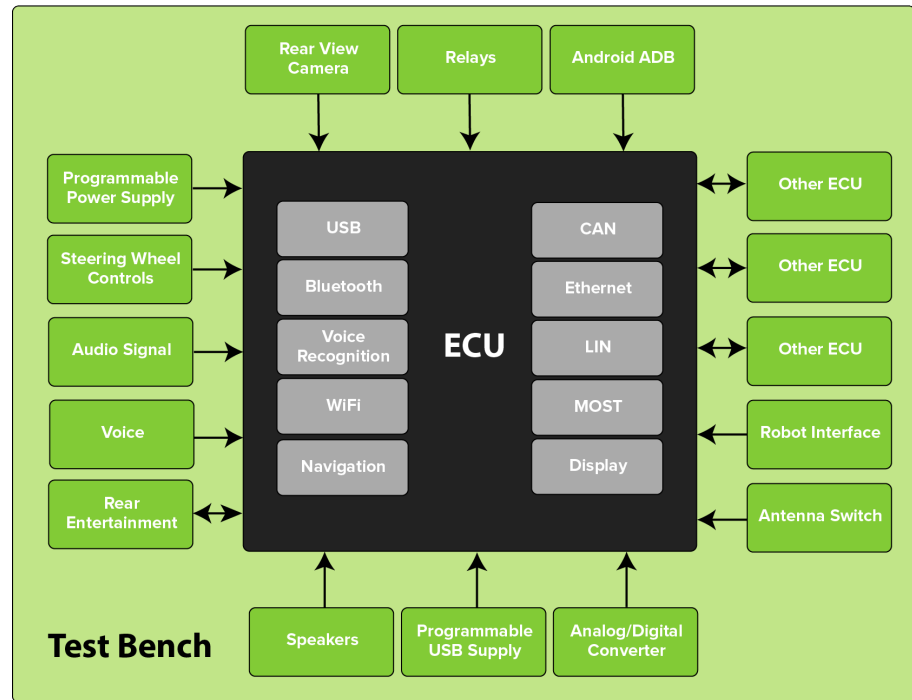 Rear View
Camera
Relays
Android ADB
Programmable
Power Supply
Steering Wheel
Controls
Audio Signal
Voice
Rear
Entertainment
USB
Bluetooth
Voice
Recognition
WiFi
Navigation
ECU
CAN
Ethernet
LIN
MOST
Display
Other ECU
Other ECU
Other ECU
Robot Interface
Antenna Switch
Test Bench
Speakers
Programmable
USB Supply
Analog/Digital
Converter